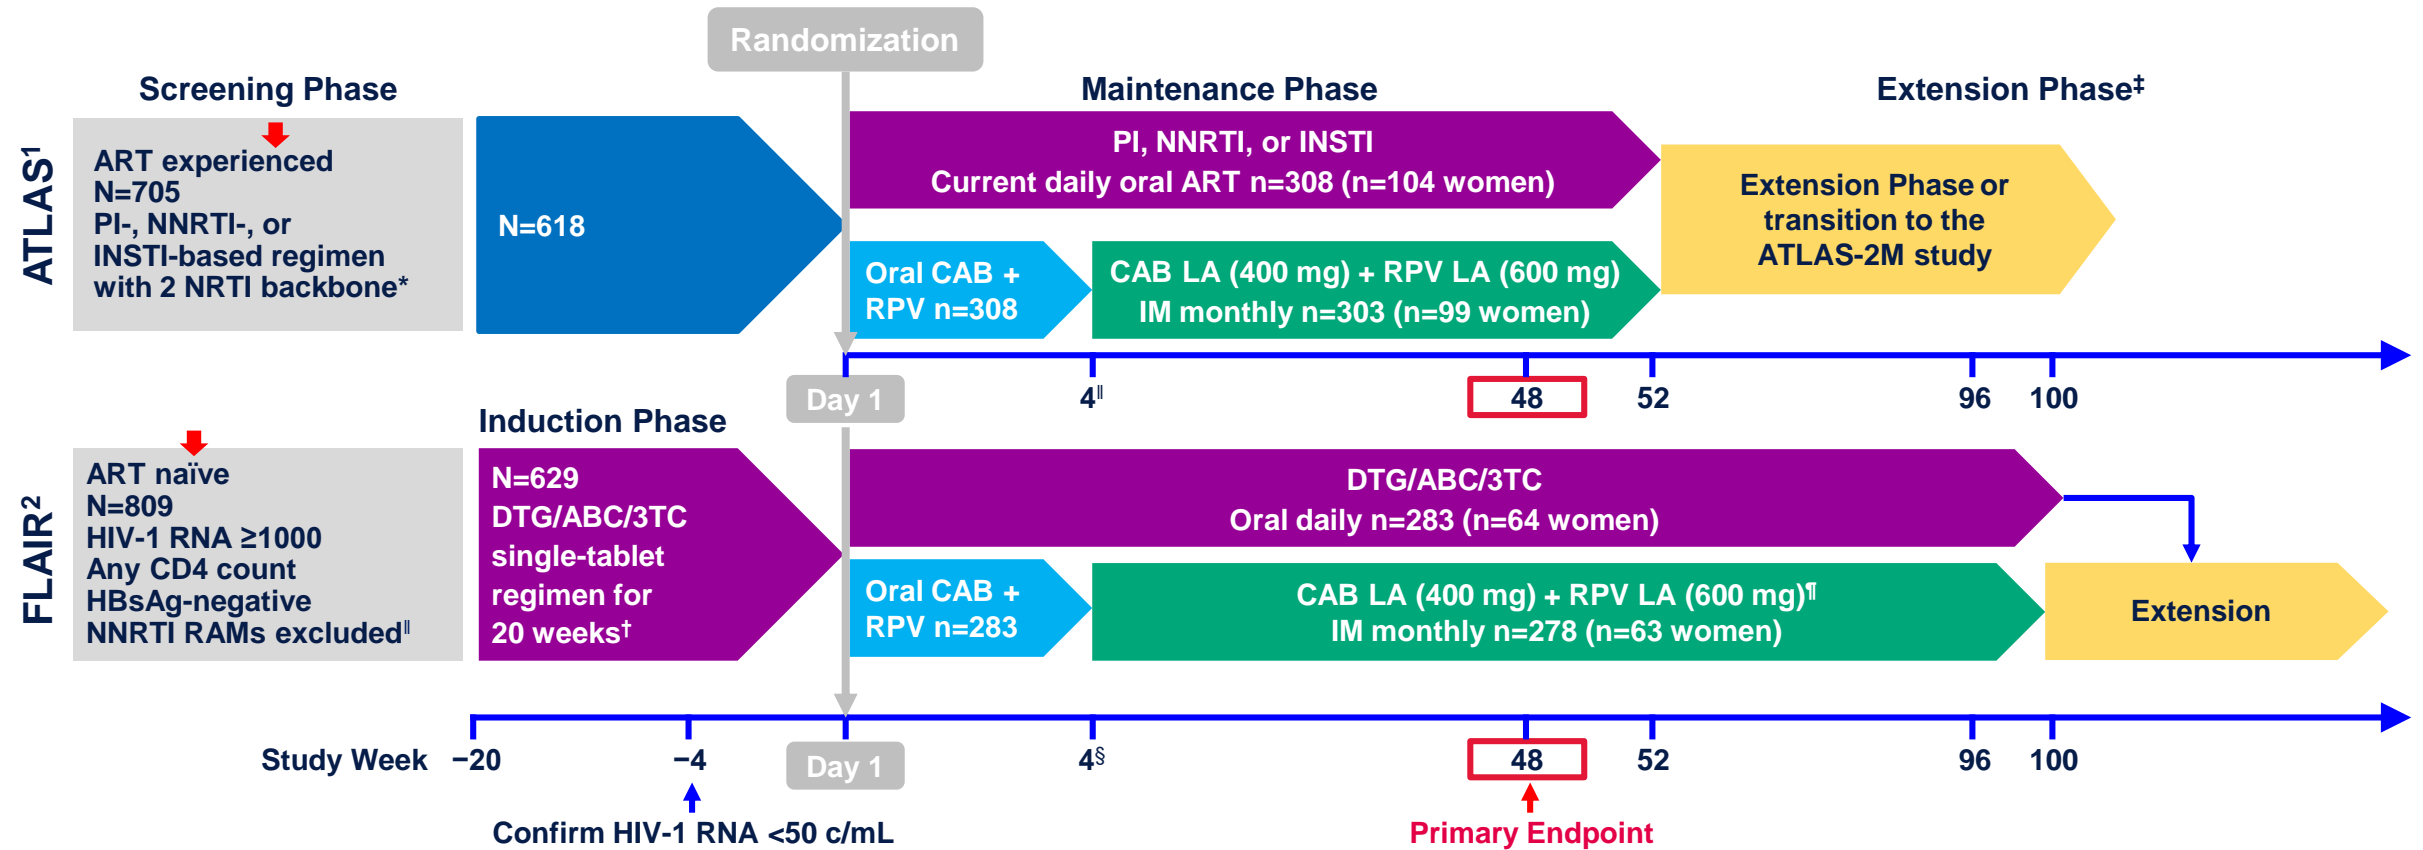 Randomization
Screening Phase
Maintenance Phase
Extension Phase‡
ATLAS¹
ART experienced
N=705
PI-, NNRTI-, or
INSTI-based regimen
with 2 NRTI backbone*
N=618
PI, NNRTI, or INSTI
Current daily oral ART n=308 (n=104 women)
Oral CAB +
RPV n=308
CAB LA (400 mg) + RPV LA (600 mg)
IM monthly n=303 (n=99 women)
Extension Phase or
transition to the
ATLAS-2M study
Day 1
4‖
48
52
96
100
Induction Phase
FLAIR²
ART naïve
N=809
HIV-1 RNA ≥1000
Any CD4 count
HBsAg-negative
NNRTI RAMs excluded‖
N=629
DTG/ABC/3TC
single-tablet
regimen for
20 weeks†
DTG/ABC/3TC
Oral daily n=283 (n=64 women)
Oral CAB +
RPV n=283
CAB LA (400 mg) + RPV LA (600 mg)¶
IM monthly n=278 (n=63 women)
Extension
Study Week
−20
−4
Day 1
4§
48
52
96
100
Confirm HIV-1 RNA <50 c/mL
Primary Endpoint